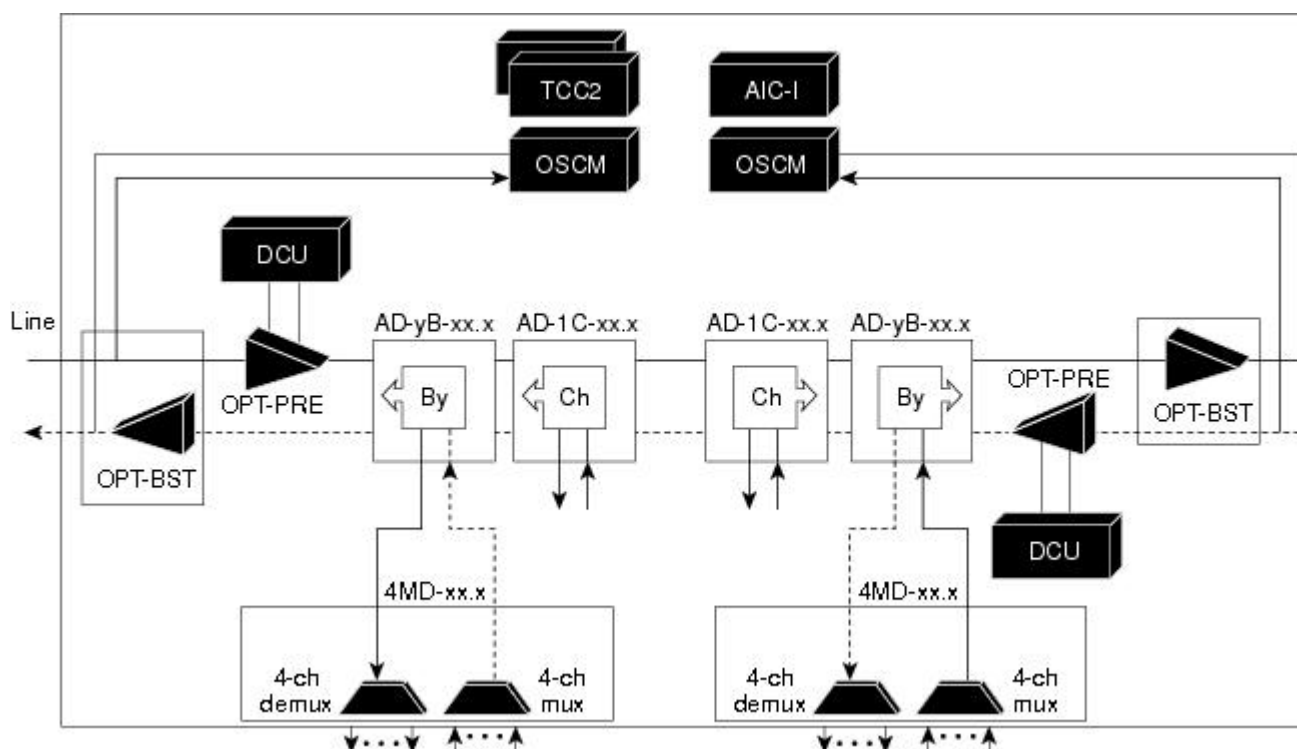 TCC2
AIC-I
OSCM
OSCM
DCU
Line
AD-yB-xx.x
AD-1C-xx.x
AD-1C-xx.x
AD-yB-xx.x
OPT-PRE
By
Ch
Ch
By
OPT-PRE
OPT-BST
OPT-BST
DCU
4MD-xx.x
4MD-xx.x
4-ch
demux
4-ch
mux
4-ch
demux
4-ch
mux